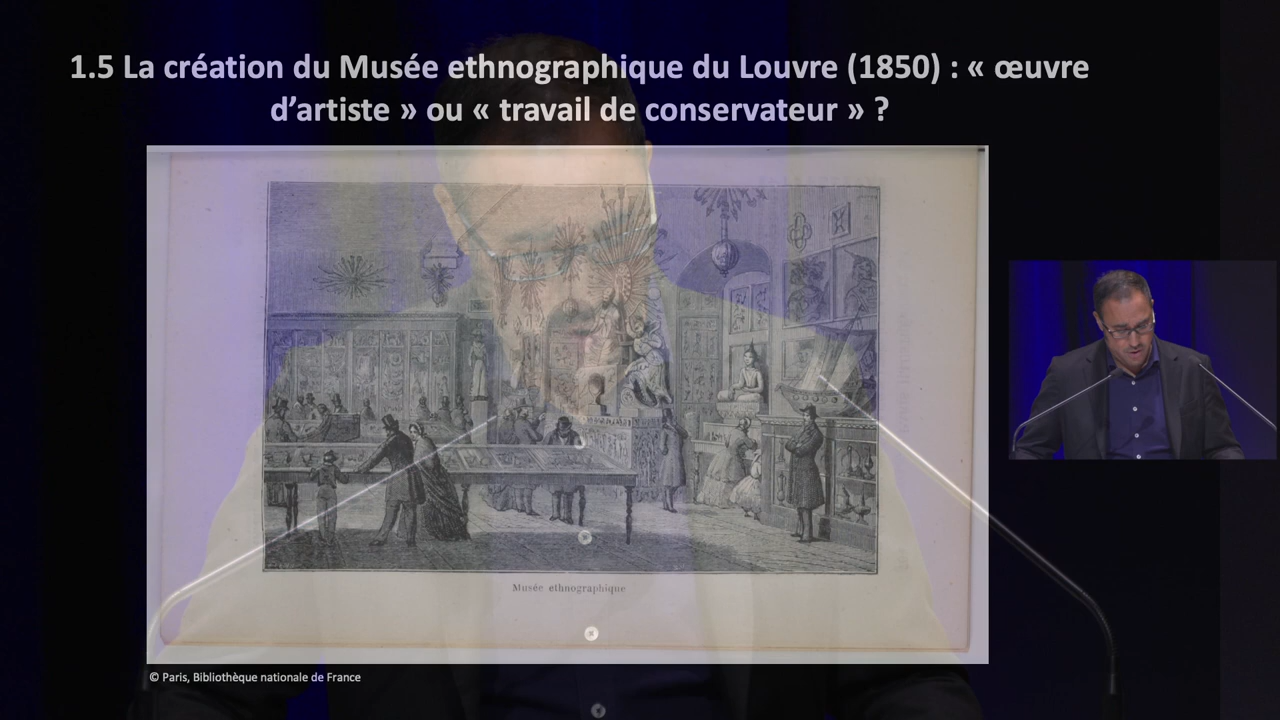 1.5 La création du Musée ethnographique du Louvre (1850) : « œuvre
d’artiste » ou « travail de conservateur » ?
Musée ethnographique
© Paris, Bibliothèque nationale de France